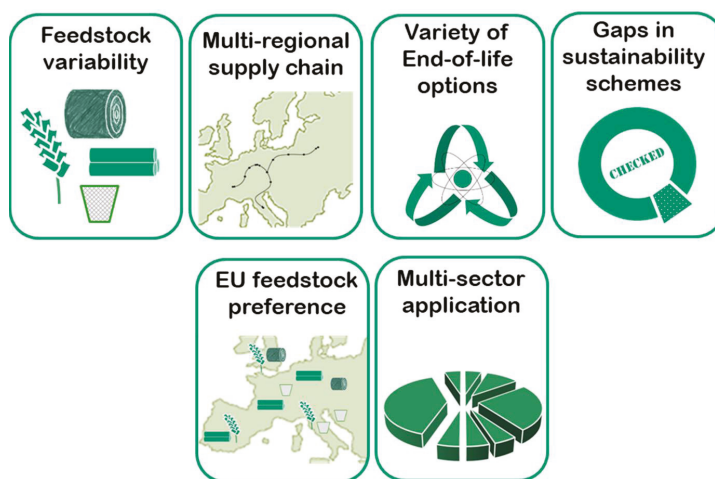 Feedstock
variability
Multi-regional
supply chain
Variety of
End-of-life
options
Gaps in
sustainability
schemes
CHECKED
EU feedstock
preference
Multi-sector
application